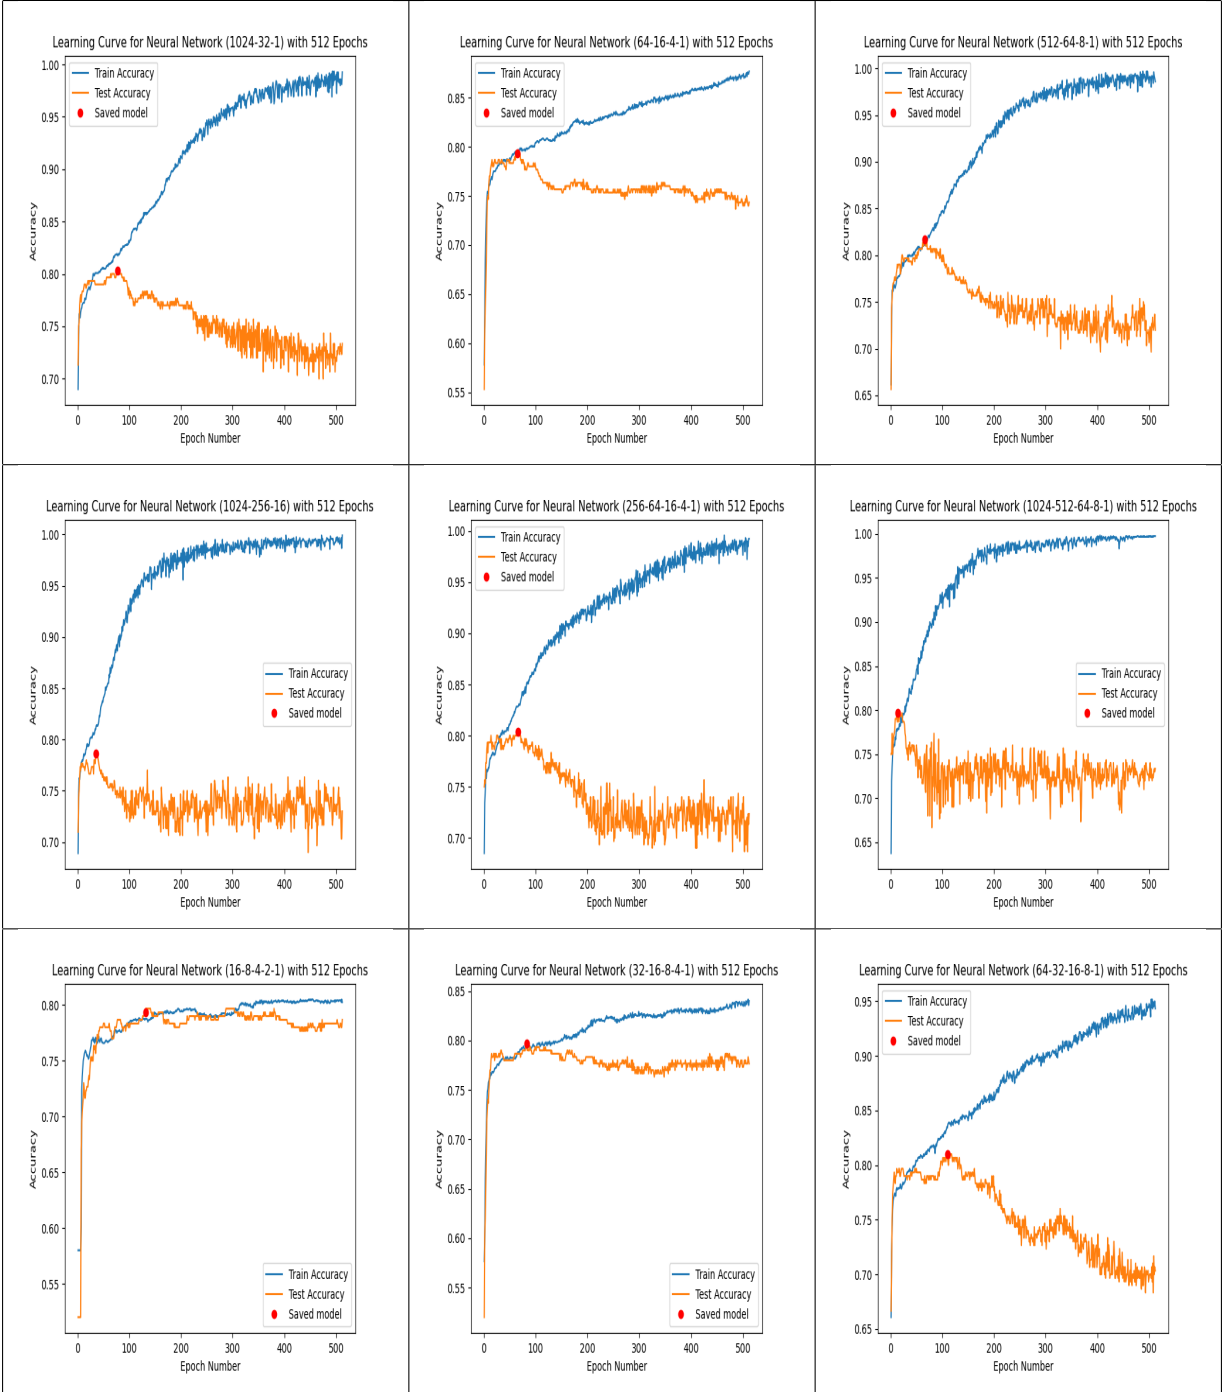 Learning Curve for Neural Network (1024-32-1) with 512 Epochs
Train Accuracy
Test Accuracy
Saved model
1.00
0.95
0.90
0.85
0.80
0.75
0.70
Accuracy
0 100 200 300 400 500
Epoch Number
Learning Curve for Neural Network (64-16-4-1) with 512 Epochs
Train Accuracy
Test Accuracy
Saved model
0.85
0.80
0.75
0.70
0.65
0.60
0.55
Accuracy
0 100 200 300 400 500
Epoch Number
Learning Curve for Neural Network (512-64-8-1) with 512 Epochs
Train Accuracy
Test Accuracy
Saved model
1.00
0.95
0.90
0.85
0.80
0.75
0.70
0.65
Accuracy
0 100 200 300 400 500
Epoch Number
Learning Curve for Neural Network (1024-256-16) with 512 Epochs
1.00
0.95
0.90
0.85
0.80
0.75
0.70
Accuracy
Train Accuracy
Test Accuracy
Saved model
0 100 200 300 400 500
Epoch Number
Learning Curve for Neural Network (256-64-16-4-1) with 512 Epochs
Train Accuracy
Test Accuracy
Saved model
1.00
0.95
0.90
0.85
0.80
0.75
0.70
Accuracy
0 100 200 300 400 500
Epoch Number
Learning Curve for Neural Network (1024-512-64-8-1) with 512 Epochs
1.00
0.95
0.90
0.85
0.80
0.75
0.70
0.65
Accuracy
Train Accuracy
Test Accuracy
Saved model
0 100 200 300 400 500
Epoch Number
Learning Curve for Neural Network (16-8-4-2-1) with 512 Epochs
0.80
0.75
0.70
0.65
0.60
0.55
Accuracy
Train Accuracy
Test Accuracy
Saved model
0 100 200 300 400 500
Epoch Number
Learning Curve for Neural Network (32-16-8-4-1) with 512 Epochs
0.85
0.80
0.75
0.70
0.65
0.60
0.55
Accuracy
Train Accuracy
Test Accuracy
Saved model
0 100 200 300 400 500
Epoch Number
Learning Curve for Neural Network (64-32-16-8-1) with 512 Epochs
Train Accuracy
Test Accuracy
Saved model
0.95
0.90
0.85
0.80
0.75
0.70
0.65
Accuracy
0 100 200 300 400 500
Epoch Number